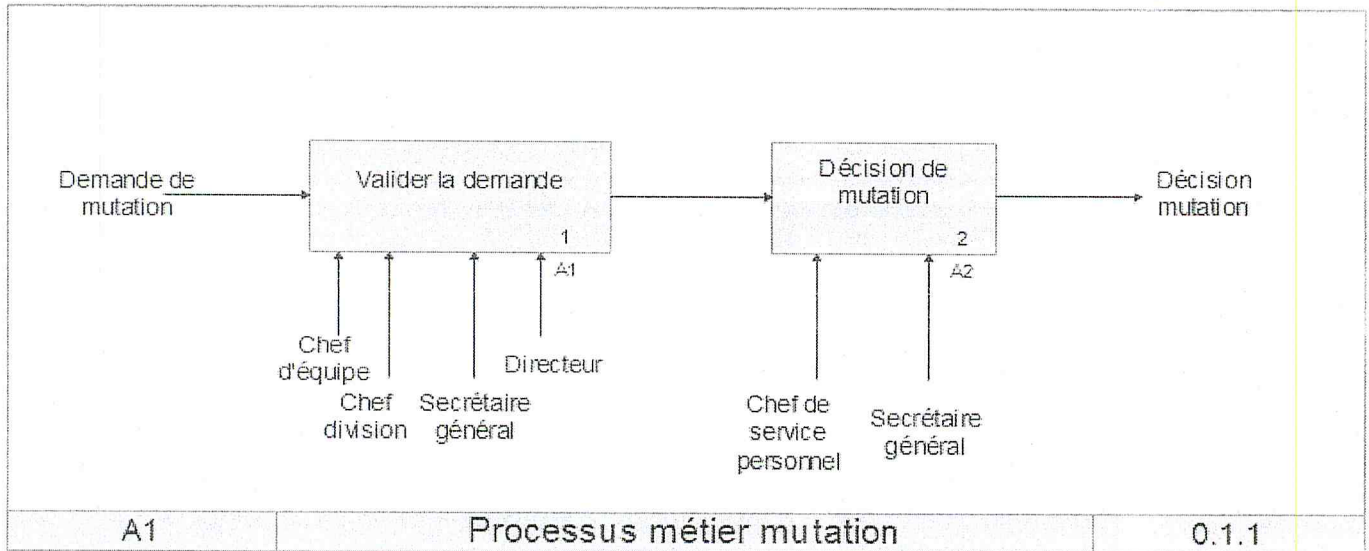 Demande de
mutation
Valider la demande
1
A1
Décision de
mutation
2
A2
Décision
mutation
Chef
d'équipe
Chef
division
Secrétaire
général
Directeur
Chef de
service
personnel
Secrétaire
général
A1
Processus métier mutation
0.1.1